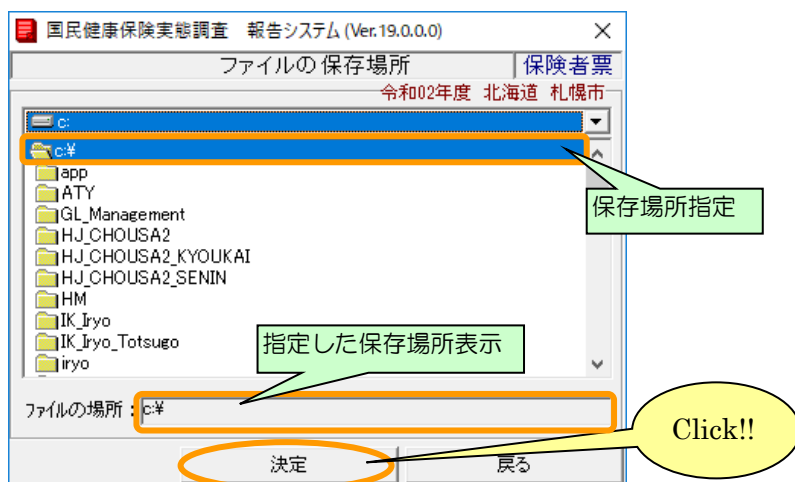 国民健康保険実態調査　報告システム (Ver.19.0.0.0)
ファイルの保存場所
保険者票
令和02年度 北海道 札幌市
c:
c:¥
app
ATY
GL_Management
HJ_CHOUSA2
HJ_CHOUSA2_KYOUKAI
HJ_CHOUSA2_SENIN
HM
IK_Iryo
IK_Iryo_Totsugo
iryo
保存場所指定
指定した保存場所表示
ファイルの場所：c:¥
Click!!
決定
戻る